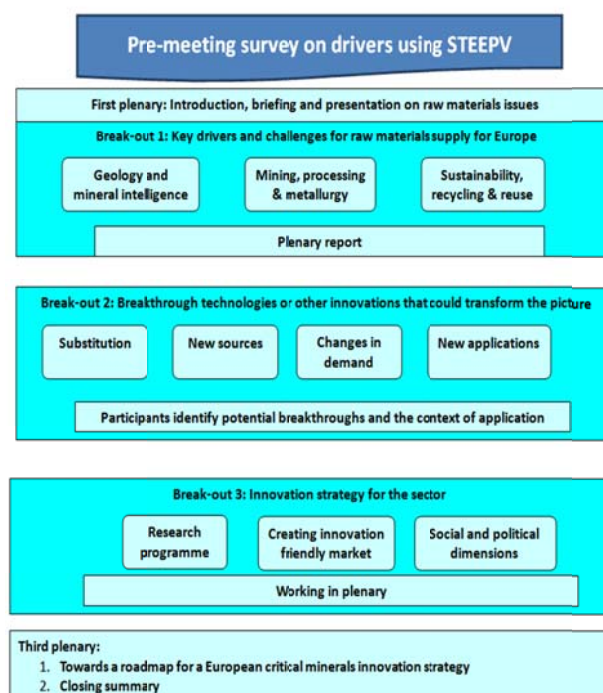 Pre-meeting survey on drivers using STEEPV
First plenary: Introduction, briefing and presentation on raw materials issues
Break-out 1: Key drivers and challenges for raw materials supply for Europe
Geology and
mineral intelligence
Mining, processing
& metallurgy
Sustainability,
recycling & reuse
Plenary report
Break-out 2: Breakthrough technologies or other innovations that could transform the picture
Substitution
New sources
Changes in
demand
New applications
Participants identify potential breakthroughs and the context of application
Break-out 3: Innovation strategy for the sector
Research
programme
Creating innovation
friendly market
Social and political
dimensions
Working in plenary
Third plenary:
1. Towards a roadmap for a European critical minerals innovation strategy
2. Closing summary